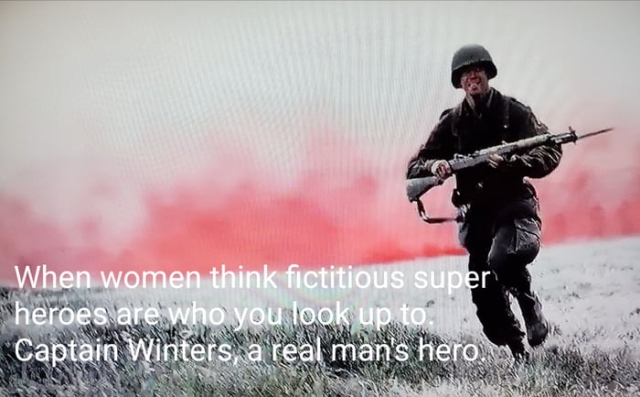 When women think fictitious super
heroes are who you look up to.
Captain Winters, a real man's hero.